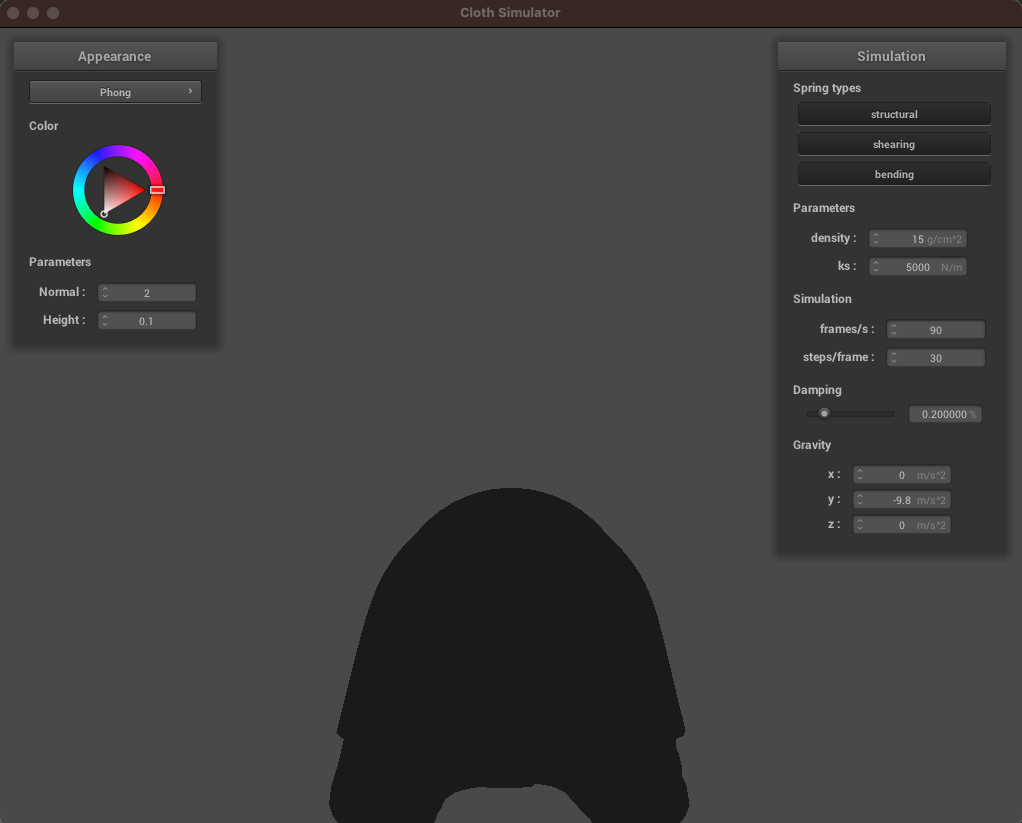 Cloth Simulator
Appearance
Phong
Color
Parameters
Normal : 2
Height : 0.1
Simulation
Spring types
structural
shearing
bending
Parameters
density : 15 g/cm^2
ks : 5000 N/m
Simulation
frames/s : 90
steps/frame : 30
Damping
0.200000 %
Gravity
x : 0 m/s^2
y : -9.8 m/s^2
z : 0 m/s^2